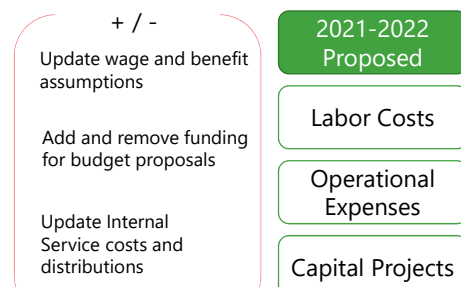 + / -
Update wage and benefit
assumptions
Add and remove funding
for budget proposals
Update Internal
Service costs and
distributions
2021-2022
Proposed
Labor Costs
Operational
Expenses
Capital Projects